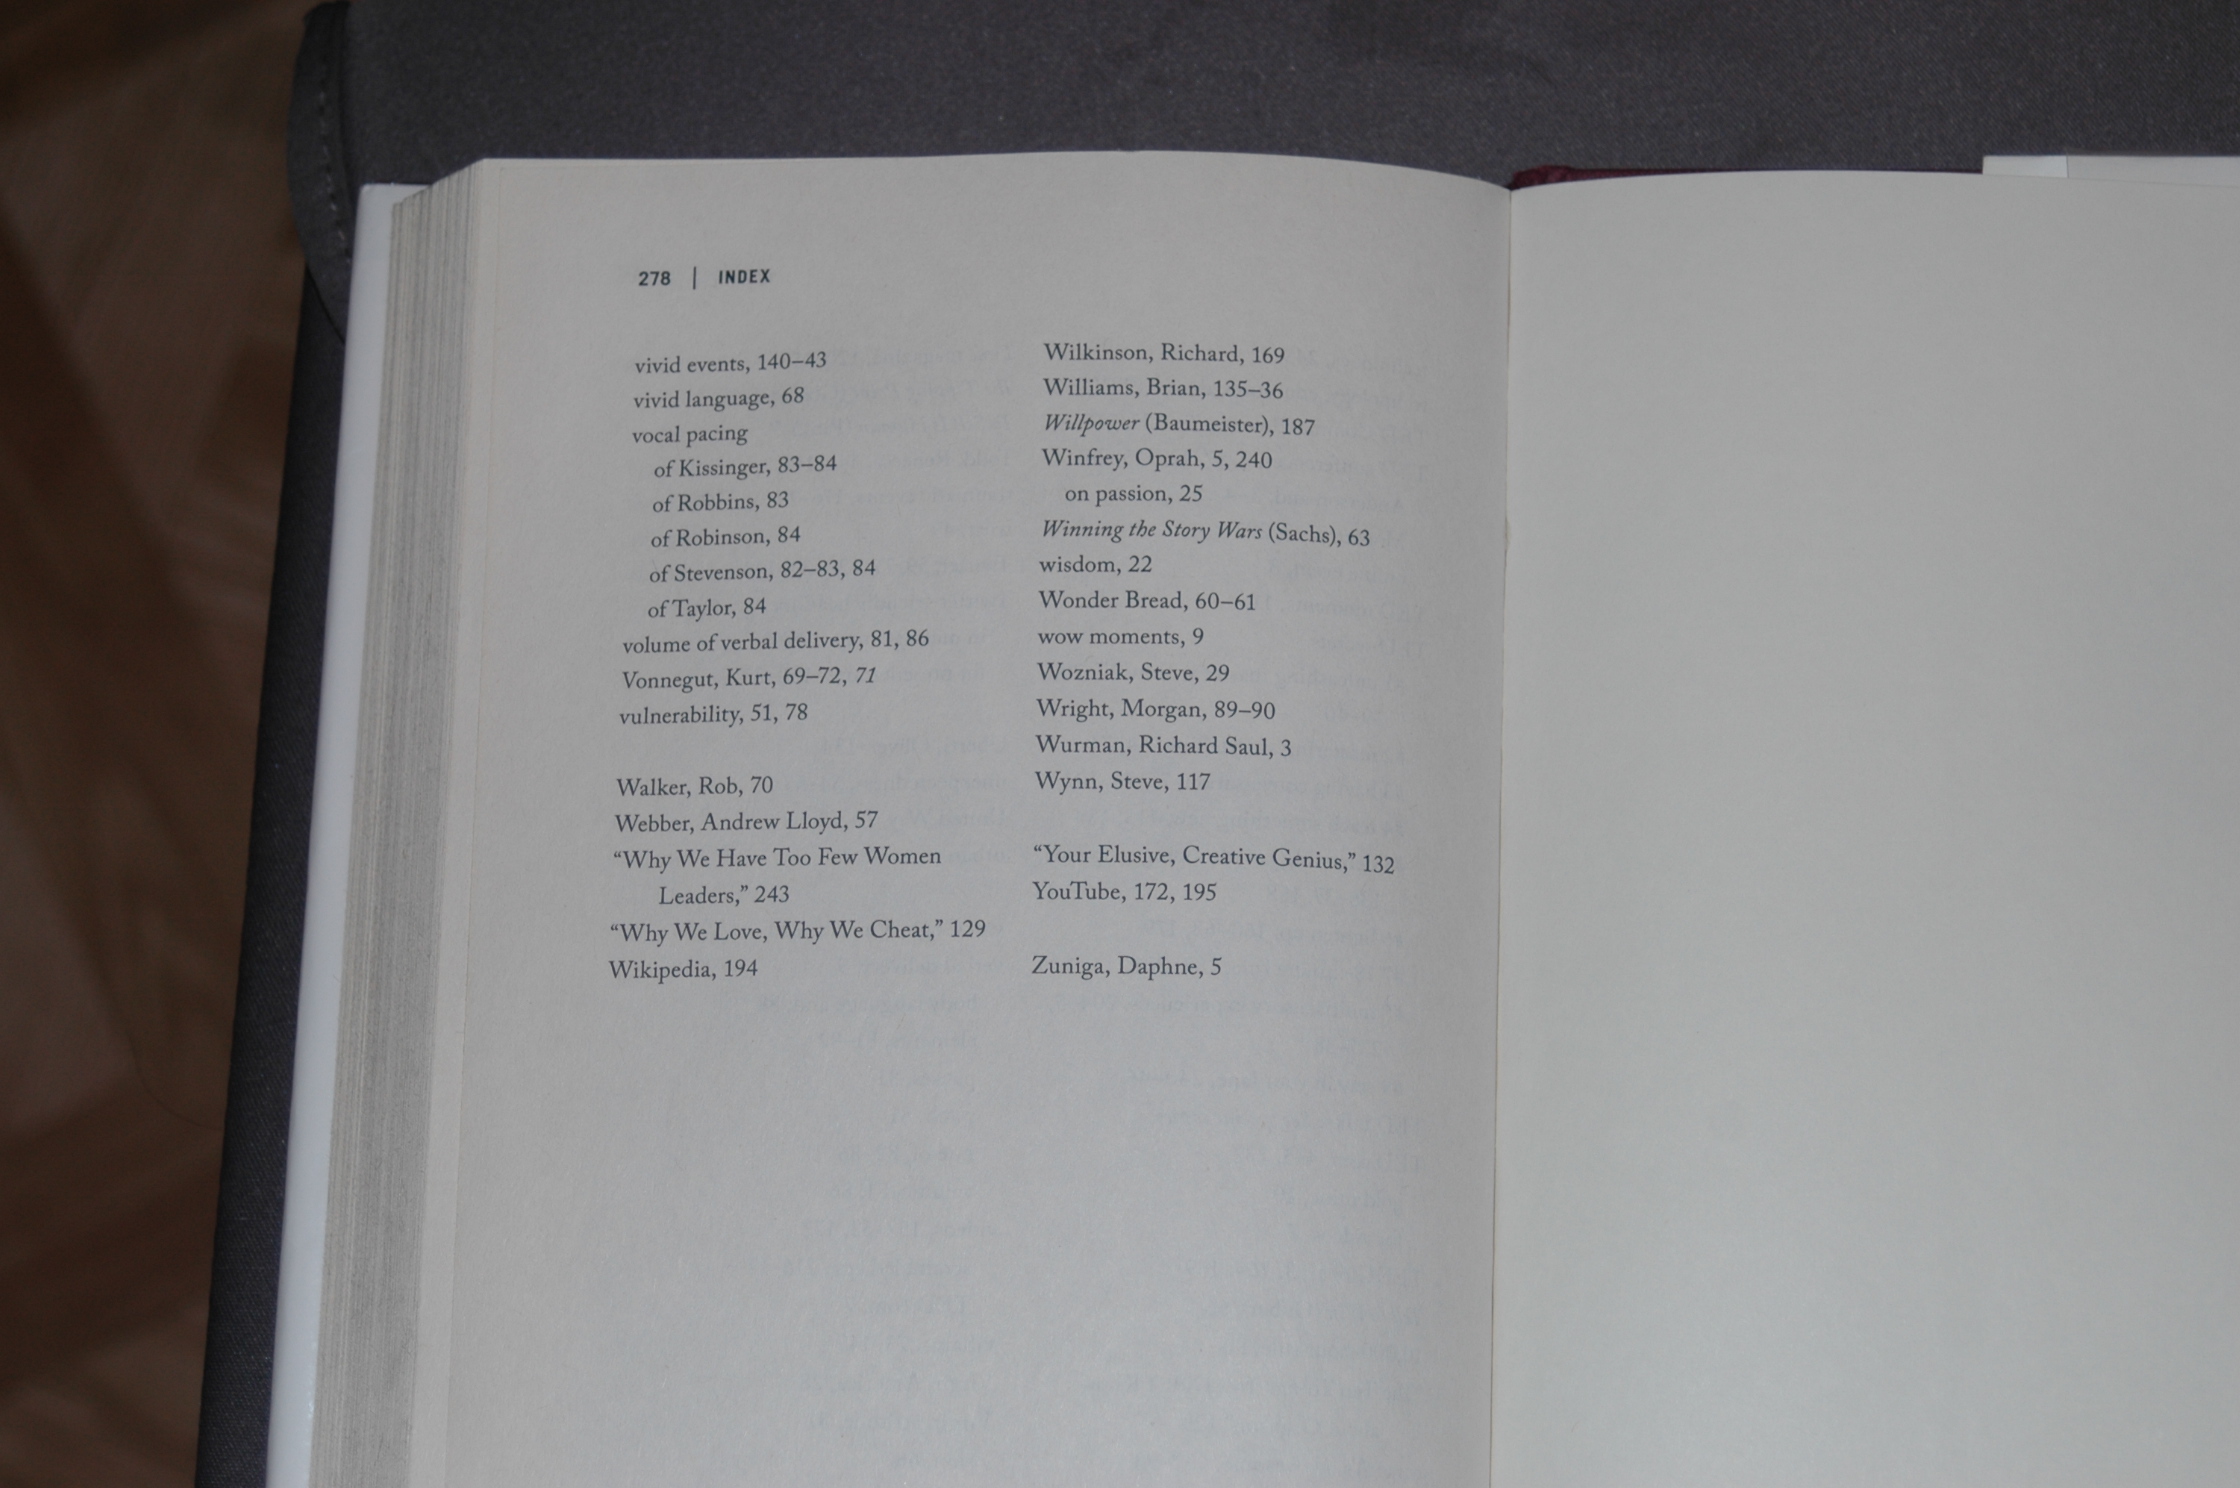 278 | INDEX
vivid events, 140–43
vivid language, 68
vocal pacing
of Kissinger, 83–84
of Robbins, 83
of Robinson, 84
of Stevenson, 82–83, 84
of Taylor, 84
volume of verbal delivery, 81, 86
Vonnegut, Kurt, 69–72, 71
vulnerability, 51, 78
Walker, Rob, 70
Webber, Andrew Lloyd, 57
“Why We Have Too Few Women
Leaders,” 243
“Why We Love, Why We Cheat,” 129
Wikipedia, 194
Wilkinson, Richard, 169
Williams, Brian, 135–36
Willpower (Baumeister), 187
Winfrey, Oprah, 5, 240
on passion, 25
Winning the Story Wars (Sachs), 63
wisdom, 22
Wonder Bread, 60–61
wow moments, 9
Wozniak, Steve, 29
Wright, Morgan, 89–90
Wurman, Richard Saul, 3
Wynn, Steve, 117
“Your Elusive, Creative Genius,” 132
YouTube, 172, 195
Zuniga, Daphne, 5